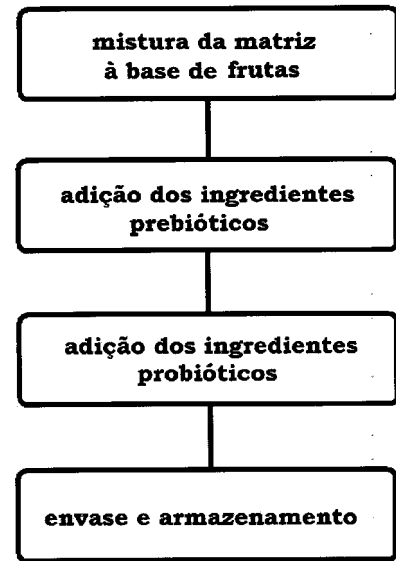 mistura da matriz
à base de frutas
adição dos ingredientes
prebióticos
adição dos ingredientes
probióticos
envase e armazenamento